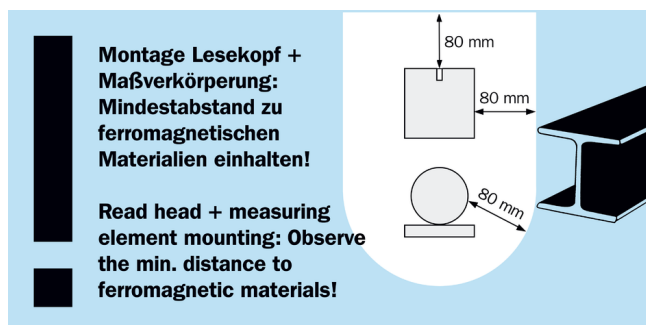 Montage Lesekopf +
Maßverkörperung:
Mindestabstand zu
ferromagnetischen
Materialien einhalten!
Read head + measuring
element mounting: Observe
the min. distance to
ferromagnetic materials!
80 mm
80 mm
80 mm